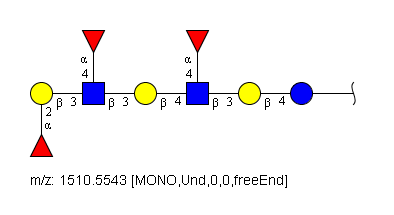 α α
4 4
β 3 β 3 β 4 β 3 β 4
2
α
m/z: 1510.5543 [MONO,Und,0,0,freeEnd]